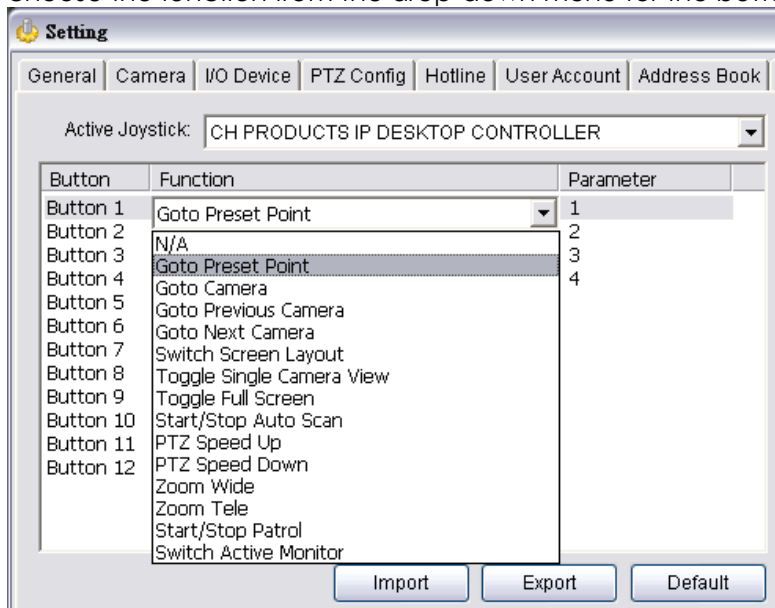 Setting
General Camera I/O Device PTZ Config Hotline User Account Address Book
Active Joystick: CH PRODUCTS IP DESKTOP CONTROLLER
Button Function Parameter
Button 1 Goto Preset Point 1
Button 2 N/A 2
Button 3 Goto Preset Point 3
Button 4 Goto Camera 4
Button 5 Goto Previous Camera
Button 6 Goto Next Camera
Button 7 Switch Screen Layout
Button 8 Toggle Single Camera View
Button 9 Toggle Full Screen
Button 10 Start/Stop Auto Scan
Button 11 PTZ Speed Up
Button 12 PTZ Speed Down
Zoom Wide
Zoom Tele
Start/Stop Patrol
Switch Active Monitor
Import Export Default